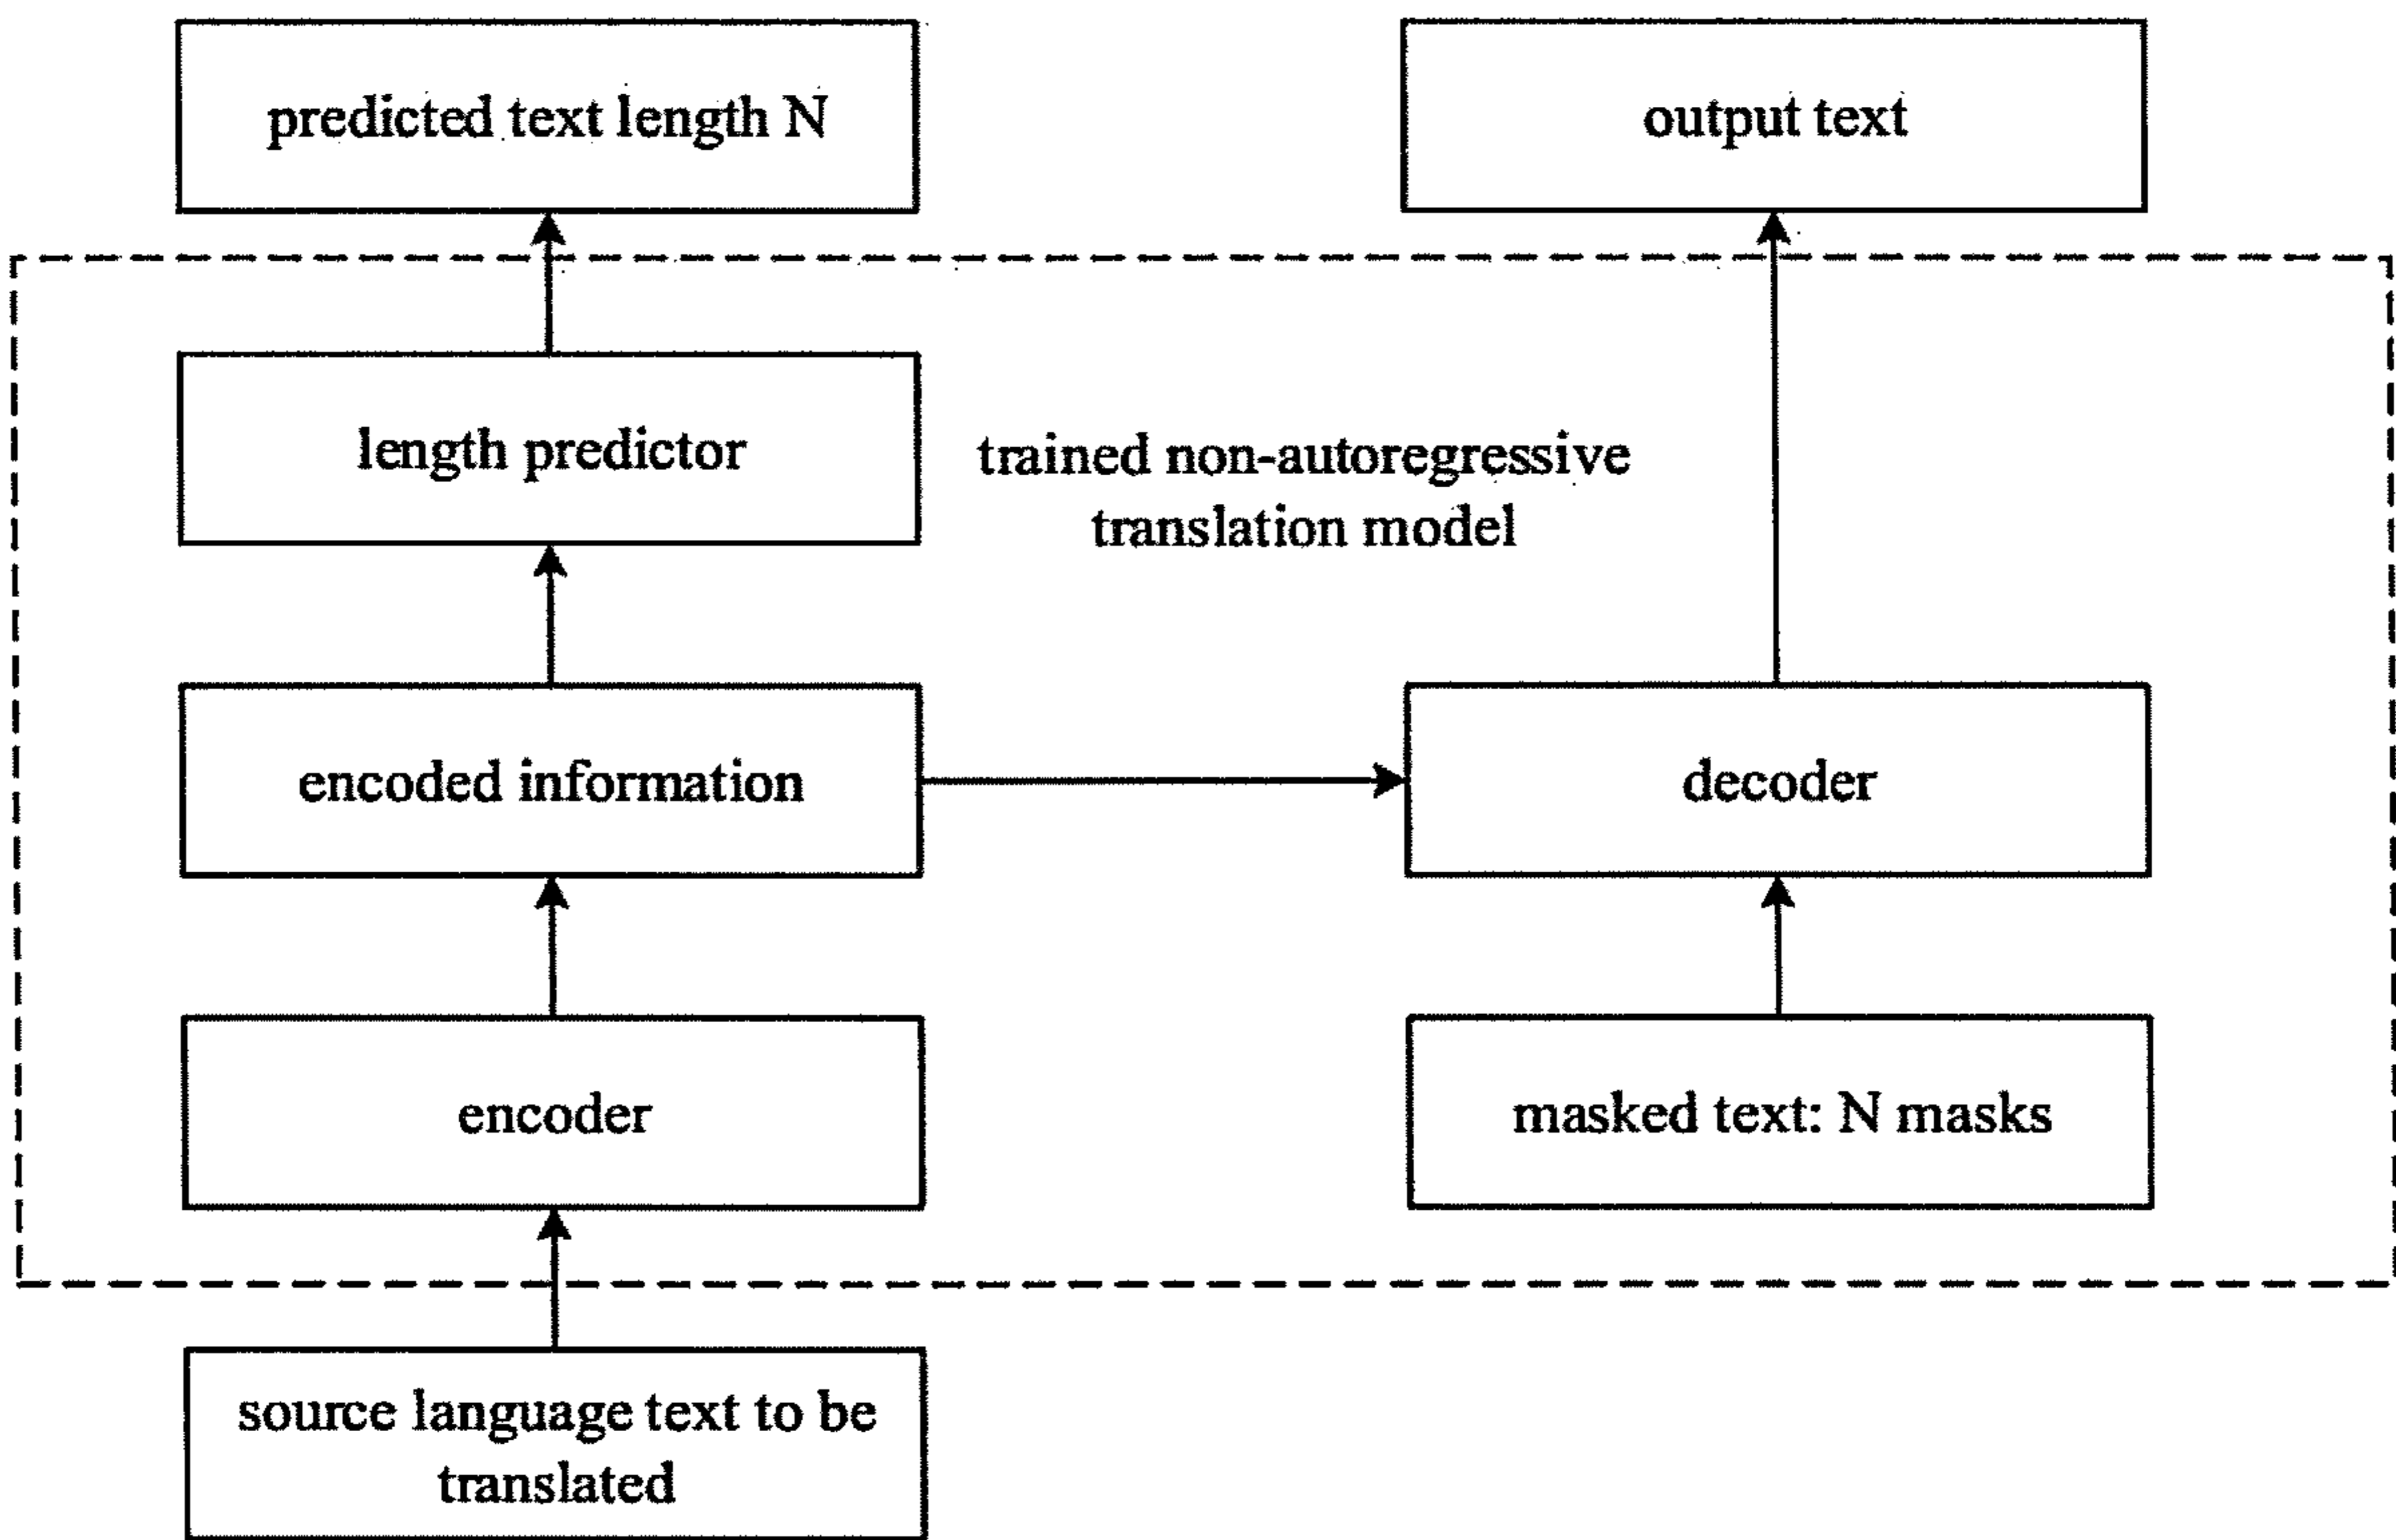 predicted text length N
output text
length predictor
trained non-autoregressive
translation model
encoded information
decoder
encoder
masked text: N masks
source language text to be
translated